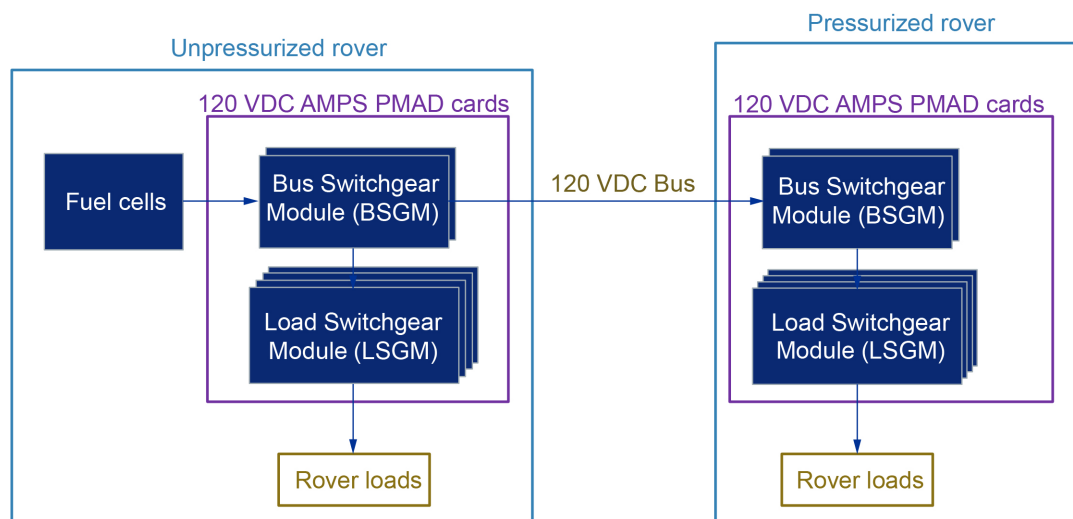 Unpressurized rover
120 VDC AMPS PMAD cards
Fuel cells
Bus Switchgear
Module (BSGM)
Load Switchgear
Module (LSGM)
Rover loads
120 VDC Bus
Pressurized rover
120 VDC AMPS PMAD cards
Bus Switchgear
Module (BSGM)
Load Switchgear
Module (LSGM)
Rover loads